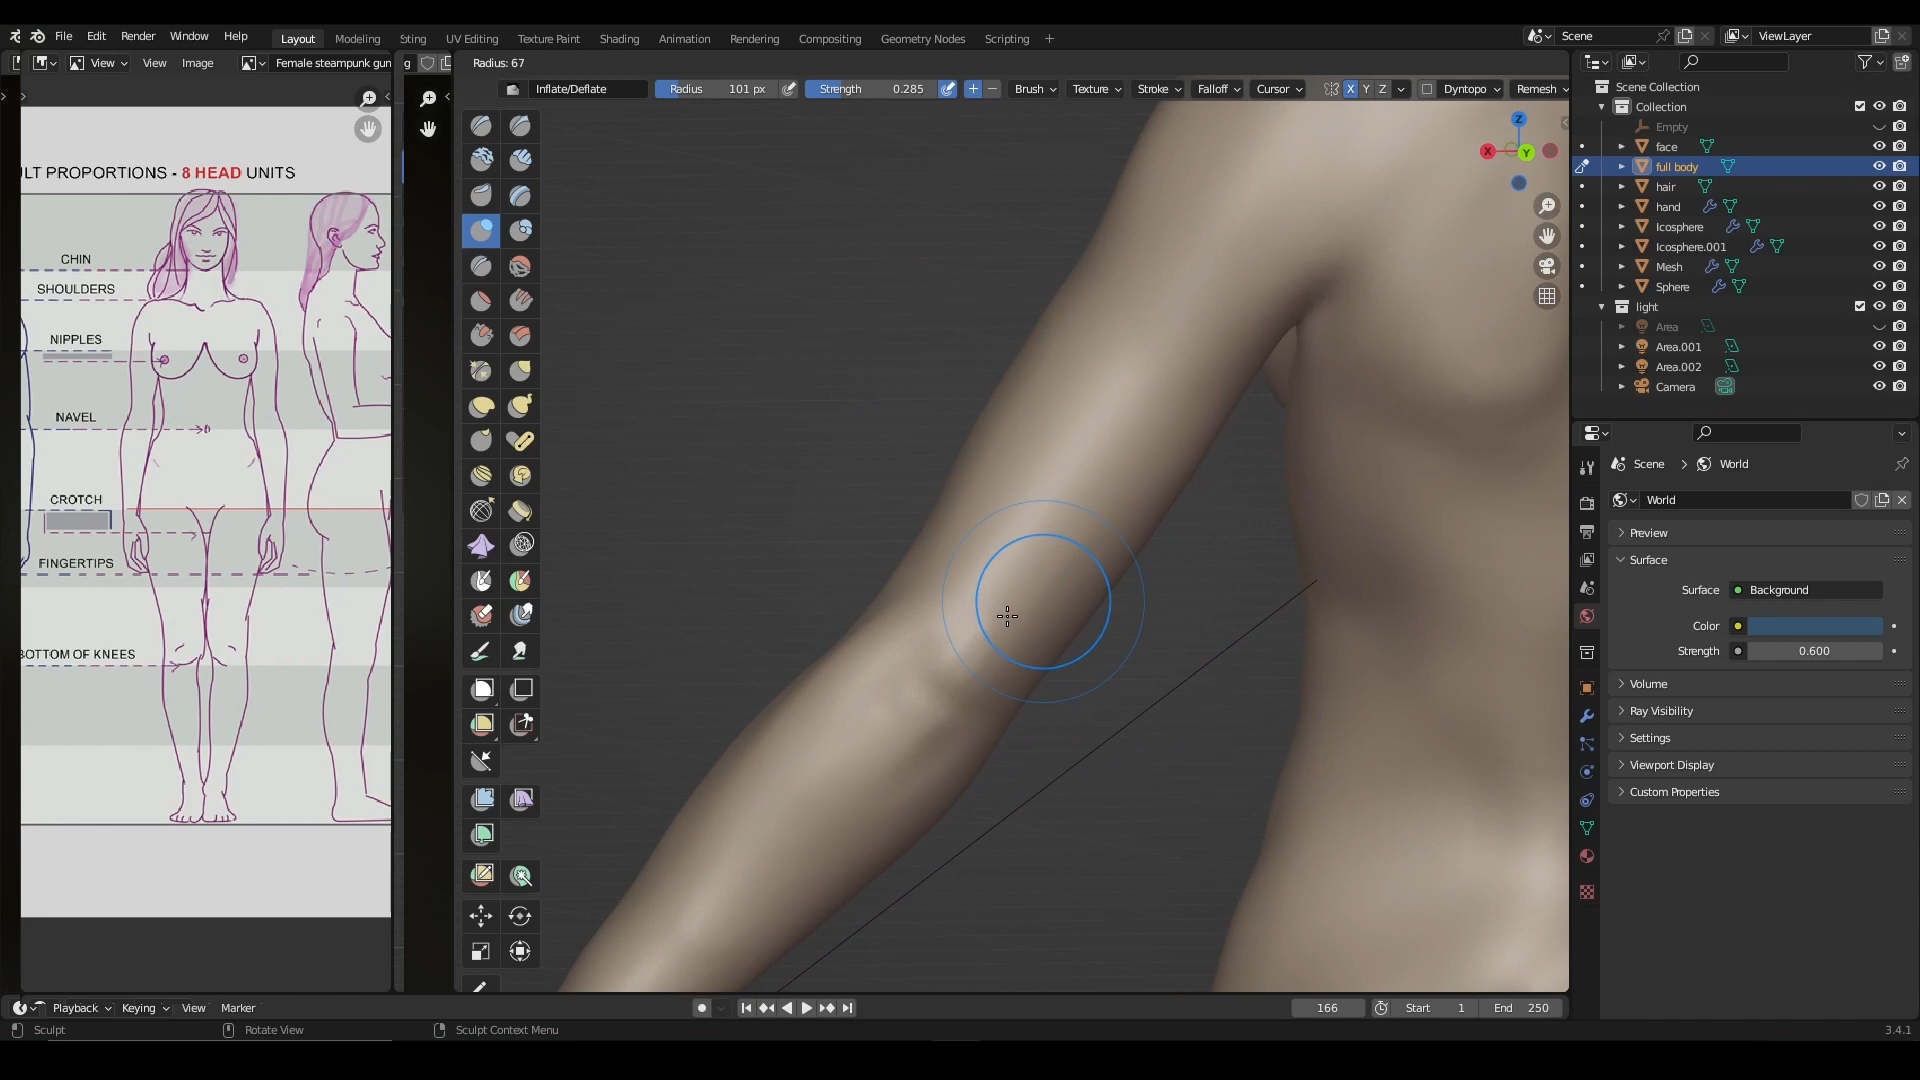 File Edit Render Window Help
Layout Modeling Sting UV Editing Texture Paint Shading Animation Rendering Compositing Geometry Nodes Scripting +
Scene ViewLayer
View View Image Female steampunk gun g
Radius: 67
Inflate/Deflate Radius 101 px Strength 0.285 Brush Texture Stroke Falloff Cursor X Y Z Dyntopo Remesh
ULT PROPORTIONS - 8 HEAD UNITS
CHIN
SHOULDERS
NIPPLES
NAVEL
CROTCH
FINGERTIPS
BOTTOM OF KNEES
Z
X
Y
Scene Collection
Collection
Empty
face
full body
hair
hand
Icosphere
Icosphere.001
Mesh
Sphere
light
Area
Area.001
Area.002
Camera
Scene > World
World
Preview
Surface
Surface Background
Color
Strength 0.600
Volume
Ray Visibility
Settings
Viewport Display
Custom Properties
Playback Keying View Marker
166 Start 1 End 250
Sculpt Rotate View Sculpt Context Menu
3.4.1